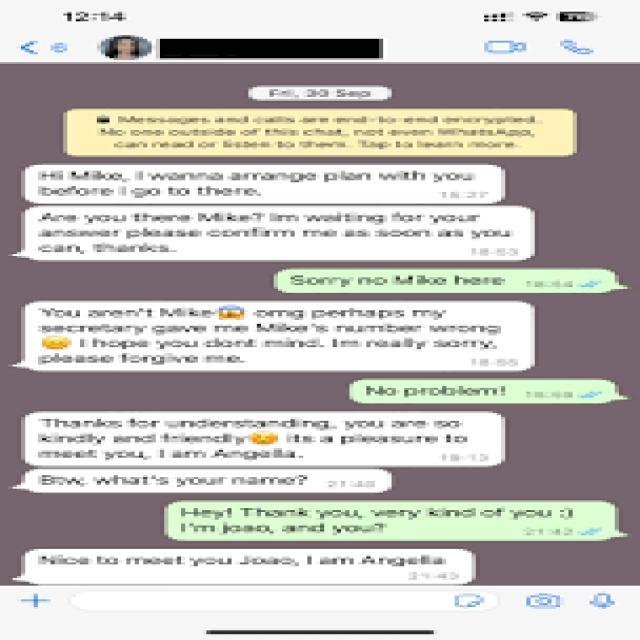 12:14
Fri, 30 Sep
Messages and calls are end-to-end encrypted.
No one outside of this chat, not even WhatsApp,
can read or listen to them. Tap to learn more.
Hi Mike, I wanna arrange plan with you
before I go to there.
18:27
Are you there Mike? Im waiting for your
answer please confirm me as soon as you
can, thanks.
18:53
Sorry no Mike here
18:54
You aren't Mike😱 omg perhaps my
secretary gave me Mike's number wrong
I hope you dont mind. Im really sorry,
please forgive me.
18:55
No problem!
18:58
Thanks for understanding, you are so
kindly and friendly its a pleasure to
meet you, I am Angella.
19:13
Btw, what's your name?
21:40
Hey! Thank you, very kind of you :)
I'm joao, and you?
21:42
Nice to meet you Joao, I am Angella
21:43